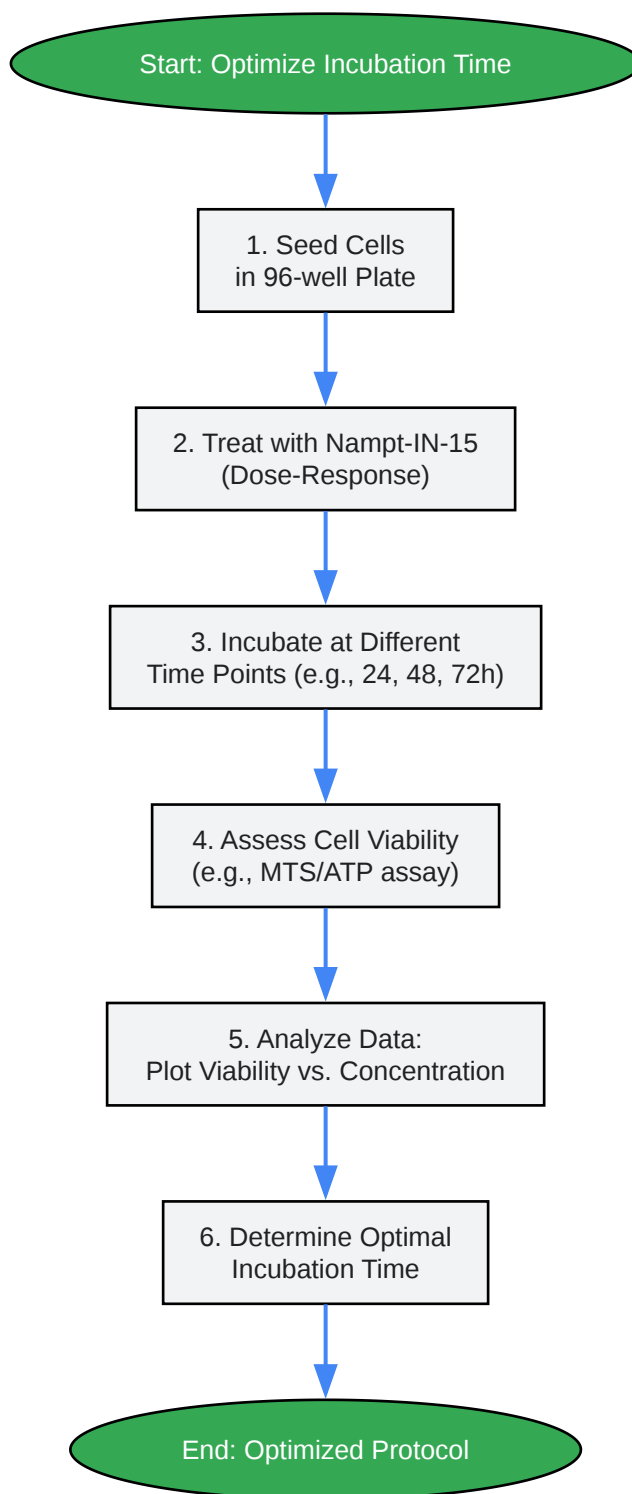 Start: Optimize Incubation Time
1. Seed Cells
in 96-well Plate
2. Treat with Nampt-IN-15
(Dose-Response)
3. Incubate at Different
Time Points (e.g., 24, 48, 72h)
4. Assess Cell Viability
(e.g., MTS/ATP assay)
5. Analyze Data:
Plot Viability vs. Concentration
6. Determine Optimal
Incubation Time
End: Optimized Protocol